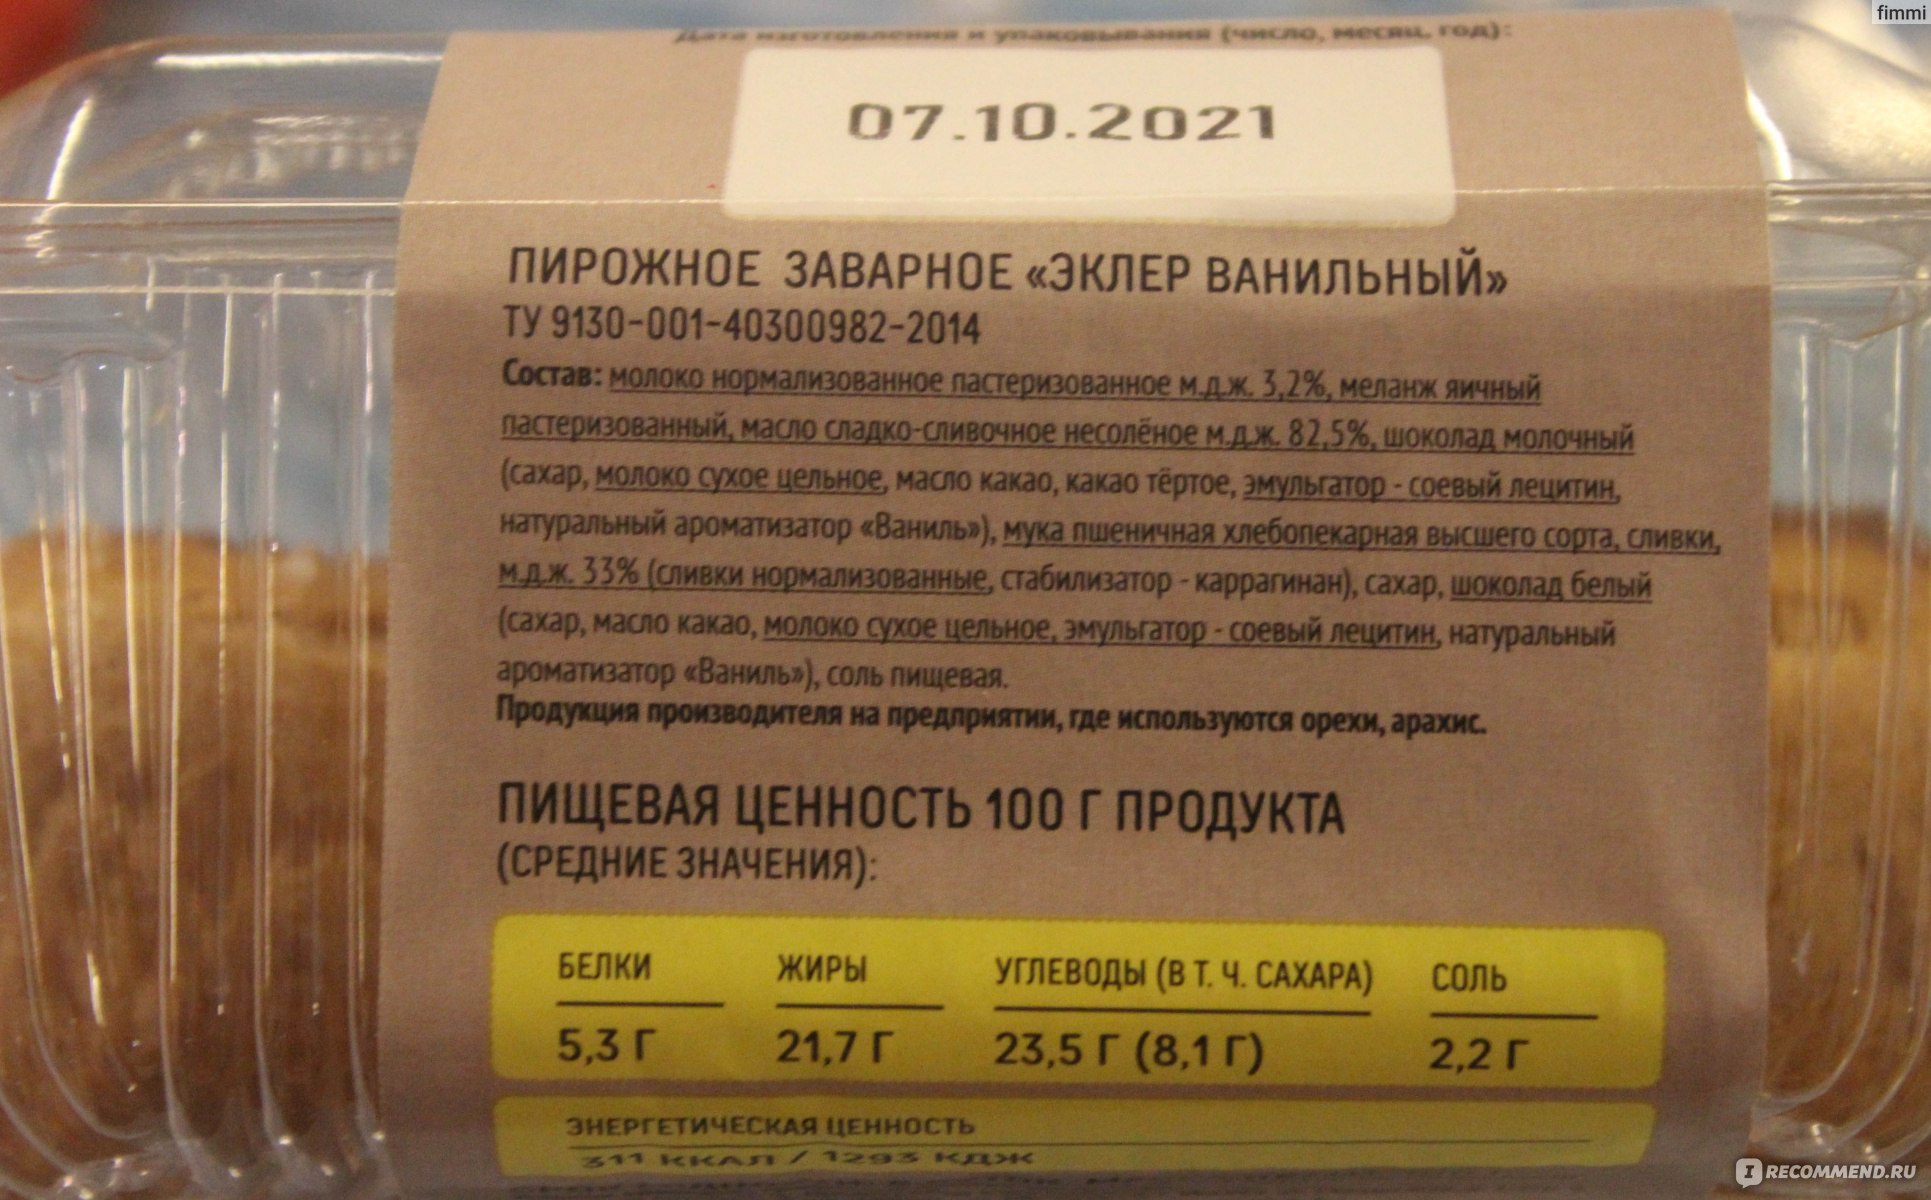 fimmi
Дата изготовления и упаковывания (число, месяц, год):
07.10.2021
ПИРОЖНОЕ ЗАВАРНОЕ «ЭКЛЕР ВАНИЛЬНЫЙ»
ТУ 9130-001-40300982-2014
Состав: молоко нормализованное пастеризованное м.д.ж. 3,2%, меланж яичный
пастеризованный, масло сладко-сливочное несолёное м.д.ж. 82,5%, шоколад молочный
(сахар, молоко сухое цельное, масло какао, какао тёртое, эмульгатор - соевый лецитин,
натуральный ароматизатор «Ваниль»), мука пшеничная хлебопекарная высшего сорта, сливки,
м.д.ж. 33% (сливки нормализованные, стабилизатор - каррагинан), сахар, шоколад белый
(сахар, масло какао, молоко сухое цельное, эмульгатор - соевый лецитин, натуральный
ароматизатор «Ваниль»), соль пищевая.
Продукция производителя на предприятии, где используются орехи, арахис.
ПИЩЕВАЯ ЦЕННОСТЬ 100 Г ПРОДУКТА
(СРЕДНИЕ ЗНАЧЕНИЯ):
БЕЛКИ ЖИРЫ УГЛЕВОДЫ (В Т. Ч. САХАРА) СОЛЬ
5,3 Г 21,7 Г 23,5 Г (8,1 Г) 2,2 Г
ЭНЕРГЕТИЧЕСКАЯ ЦЕННОСТЬ
311 ККАЛ / 1293 КДЖ
IRECOMMEND.RU